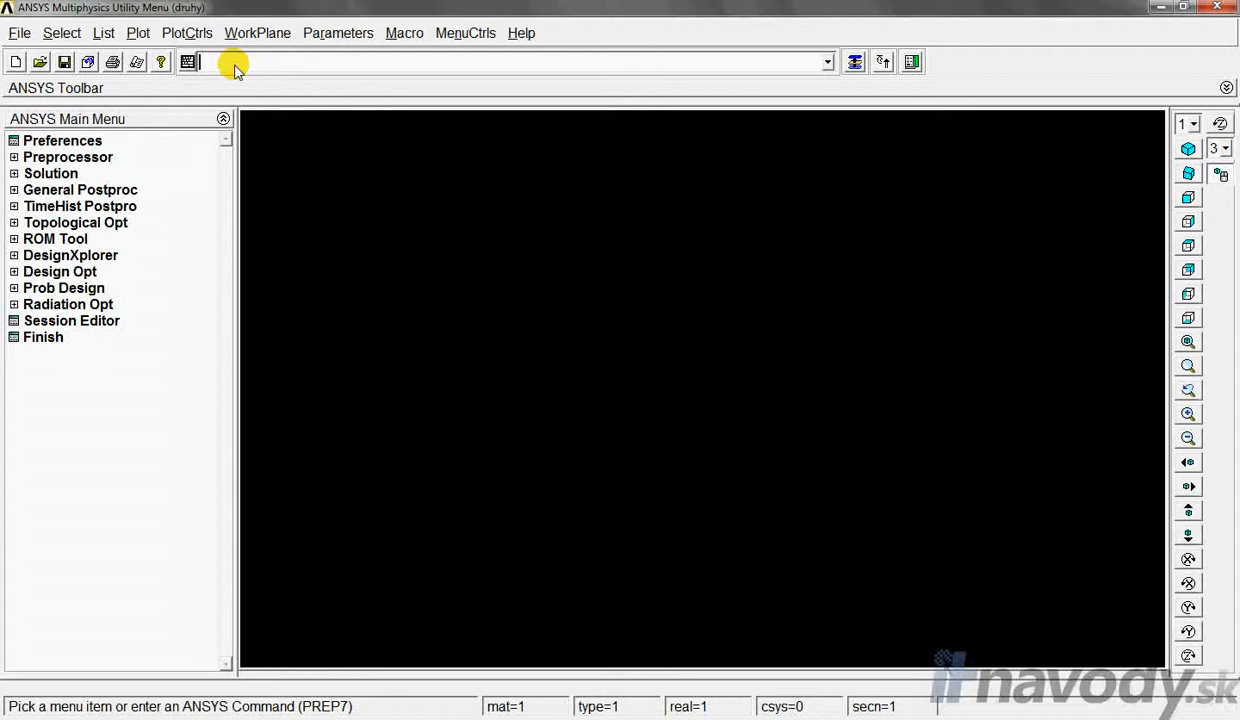 ANSYS Multiphysics Utility Menu (druhy)
File Select List Plot PlotCtrls WorkPlane Parameters Macro MenuCtrls Help
ANSYS Toolbar
ANSYS Main Menu
Preferences
Preprocessor
Solution
General Postproc
TimeHist Postpro
Topological Opt
ROM Tool
DesignXplorer
Design Opt
Prob Design
Radiation Opt
Session Editor
Finish
1
3
Pick a menu item or enter an ANSYS Command (PREP7) mat=1 type=1 real=1 csys=0 secn=1
itnavody.sk